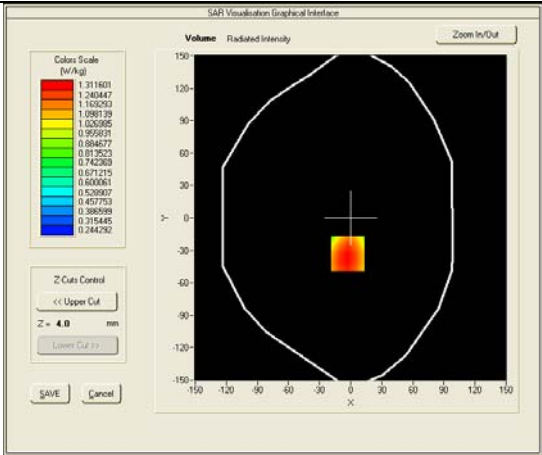 SAR Visualisation Graphical Interface
Volume Radiated Intensity
Zoom In/Out
Colors Scale
(W/kg)
1.311601
1.240447
1.169293
1.098139
1.026985
0.955831
0.884677
0.813523
0.742369
0.671215
0.600061
0.528907
0.457753
0.386599
0.315445
0.244292
Z-Cuts Control
<< Upper Cut
Z = 4.0 mm
Lower Cut >>
SAVE Cancel
150-
120-
90-
60-
30-
Y 0-
-30-
-60-
-90-
-120-
-150-
-150 -120 -90 -60 -30 0 30 60 90 120 150
X